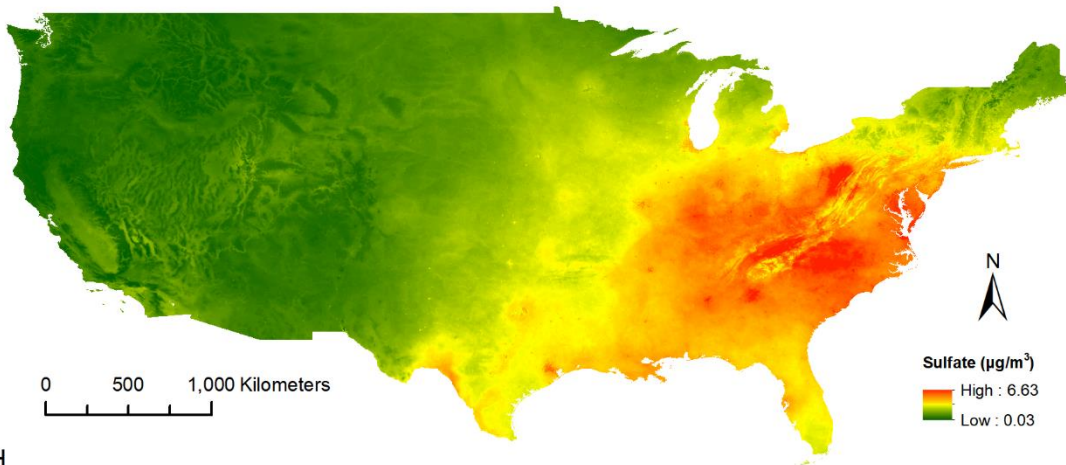 N
Sulfate (µg/m³)
High : 6.63
Low : 0.03
0 500 1,000 Kilometers